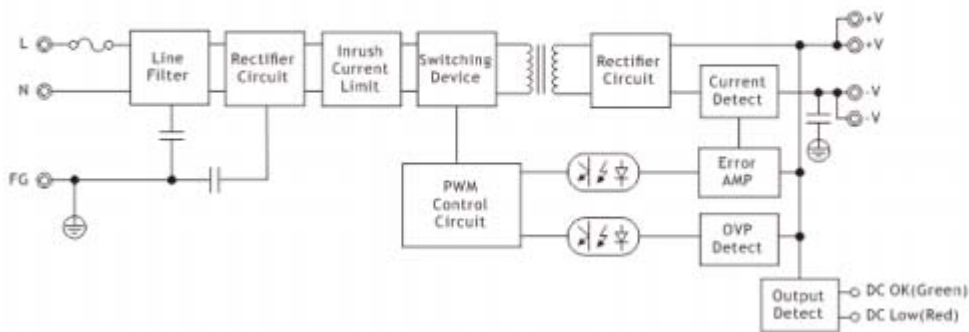 L
N
FG
Line
Filter
Rectifier
Circuit
Inrush
Current
Limit
Switching
Device
Rectifier
Circuit
Current
Detect
+V
+V
-V
-V
PWM
Control
Circuit
Error
AMP
OVP
Detect
Output
Detect
DC OK(Green)
DC Low(Red)